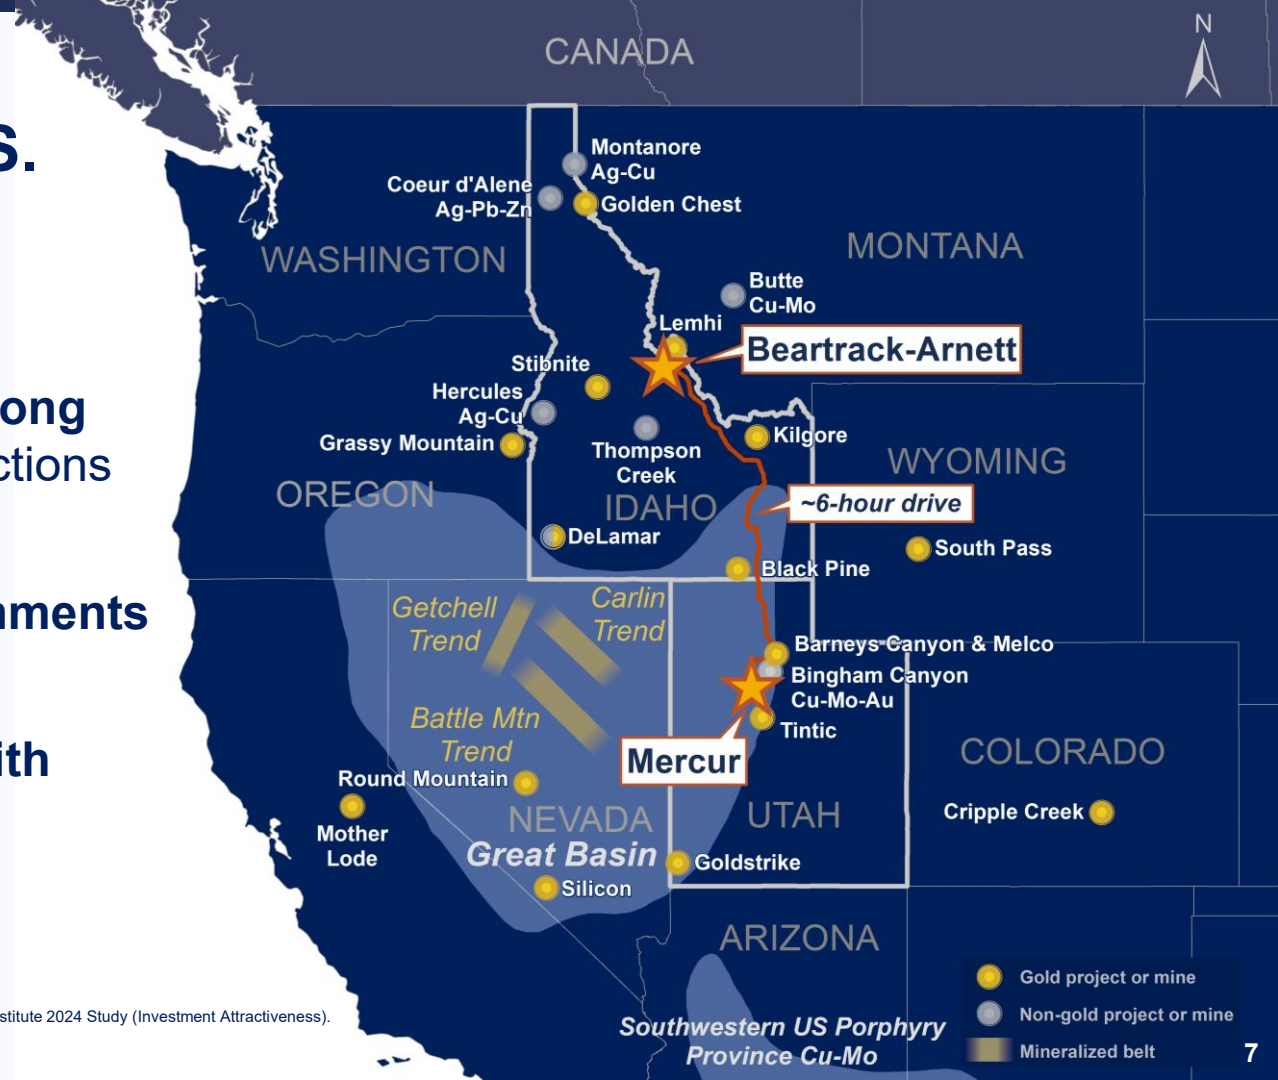 S.
ong
ctions
nments
ith
stitute 2024 Study (Investment Attractiveness).
CANADA
N
Montanore
Ag-Cu
Coeur d'Alene
Ag-Pb-Zn
Golden Chest
WASHINGTON
MONTANA
Butte
Cu-Mo
Lemhi
Beartrack-Arnett
Stibnite
Hercules
Ag-Cu
Grassy Mountain
Thompson
Creek
Kilgore
WYOMING
OREGON
IDAHO
~6-hour drive
DeLamar
South Pass
Black Pine
Getchell
Trend
Carlin
Trend
Barneys Canyon & Melco
Bingham Canyon
Cu-Mo-Au
Battle Mtn
Trend
Tintic
Mercur
COLORADO
Round Mountain
Mother
Lode
NEVADA
UTAH
Cripple Creek
Great Basin
Goldstrike
Silicon
ARIZONA
Southwestern US Porphyry
Province Cu-Mo
Gold project or mine
Non-gold project or mine
Mineralized belt
7